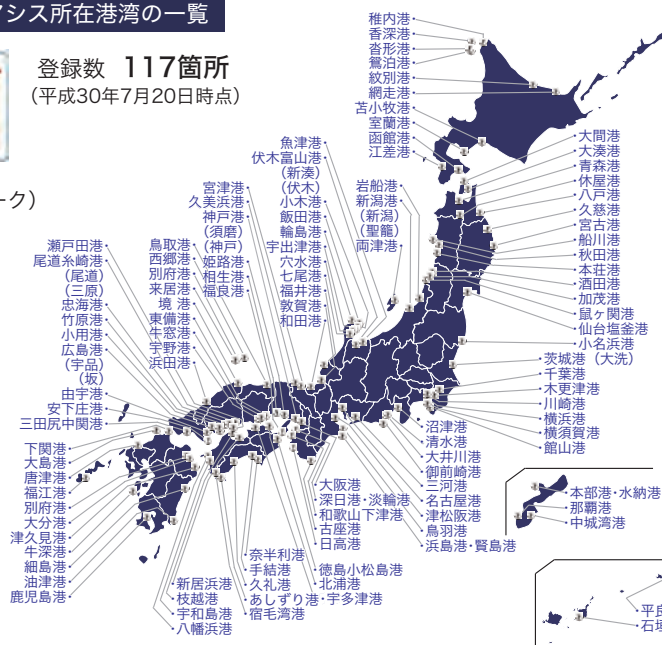 アシス所在港湾の一覧
登録数 117箇所
（平成30年7月20日時点）
ーク）
稚内港
香深港
沓形港
鴛泊港
紋別港
網走港
苫小牧港
室蘭港
函館港
江差港
大間港
大湊港
青森港
休屋港
八戸港
久慈港
宮古港
船川港
秋田港
本荘港
酒田港
加茂港
鼠ヶ関港
仙台塩釜港
小名浜港
茨城港（大洗）
千葉港
木更津港
川崎港
横浜港
横須賀港
館山港
岩船港
新潟港
（新潟）
（聖籠）
両津港
魚津港
伏木富山港
（新湊）
（伏木）
小木港
飯田港
輪島港
宇出津港
穴水港
七尾港
福井港
敦賀港
和田港
宮津港
久美浜港
神戸港
（須磨）
（神戸）
姫路港
相生港
福良港
鳥取港
西郷港
別府港
来居港
境 港
東備港
牛窓港
宇野港
浜田港
瀬戸田港
尾道糸崎港
（尾道）
（三原）
忠海港
竹原港
小用港
広島港
（宇品）
（坂）
由宇港
安下庄港
三田尻中関港
下関港
大島港
唐津港
福江港
別府港
大分港
津久見港
牛深港
細島港
油津港
鹿児島港
新居浜港
枝越港
宇和島港
八幡浜港
奈半利港
手結港
久礼港
あしずり港
宿毛湾港
徳島小松島港
北浦港
宇多津港
大阪港
深日港・淡輪港
和歌山下津港
古座港
日高港
沼津港
清水港
大井川港
御前崎港
三河港
名古屋港
津松阪港
鳥羽港
浜島港・賢島港
本部港・水納港
那覇港
中城湾港
平良
石垣